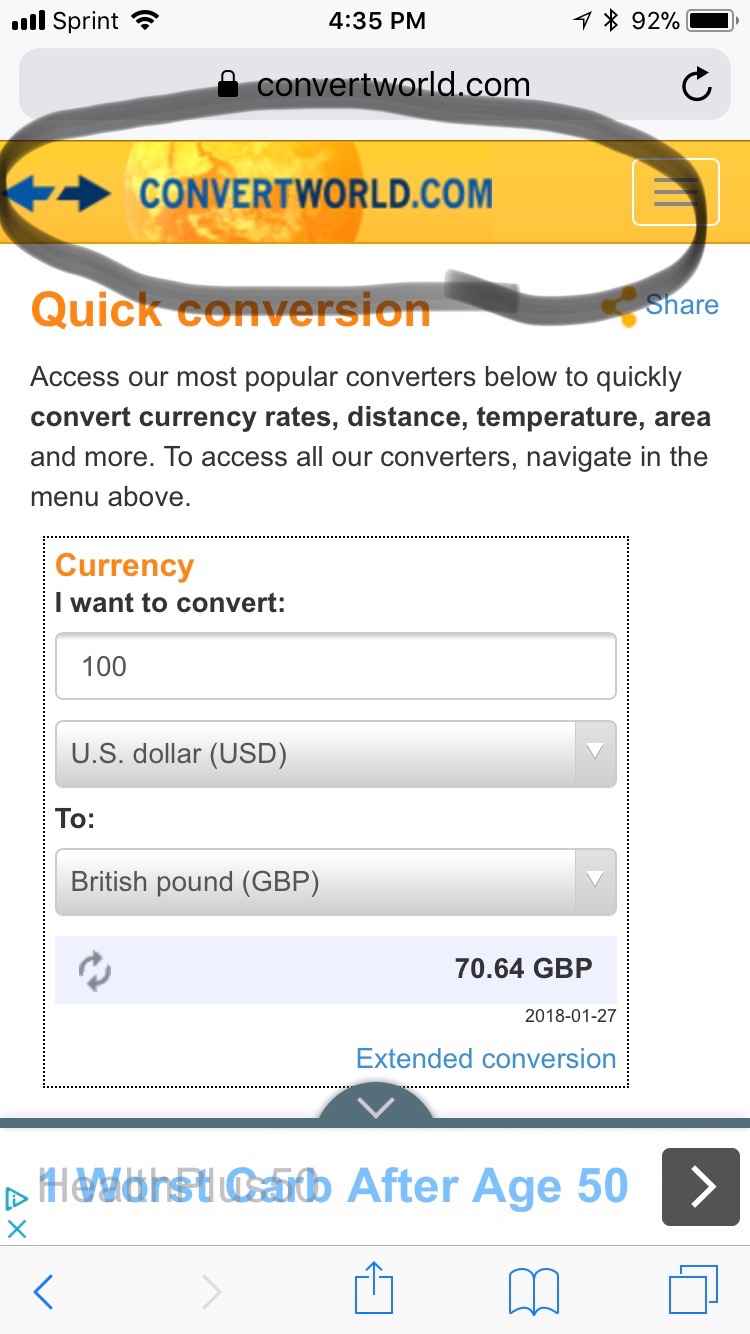 Sprint 4:35 PM 92%
convertworld.com
CONVERTWORLD.COM
Quick conversion
Share
Access our most popular converters below to quickly
convert currency rates, distance, temperature, area
and more. To access all our converters, navigate in the
menu above.
Currency
I want to convert:
100
U.S. dollar (USD)
To:
British pound (GBP)
70.64 GBP
2018-01-27
Extended conversion
HealthPlus50
1 Worst Carb After Age 50